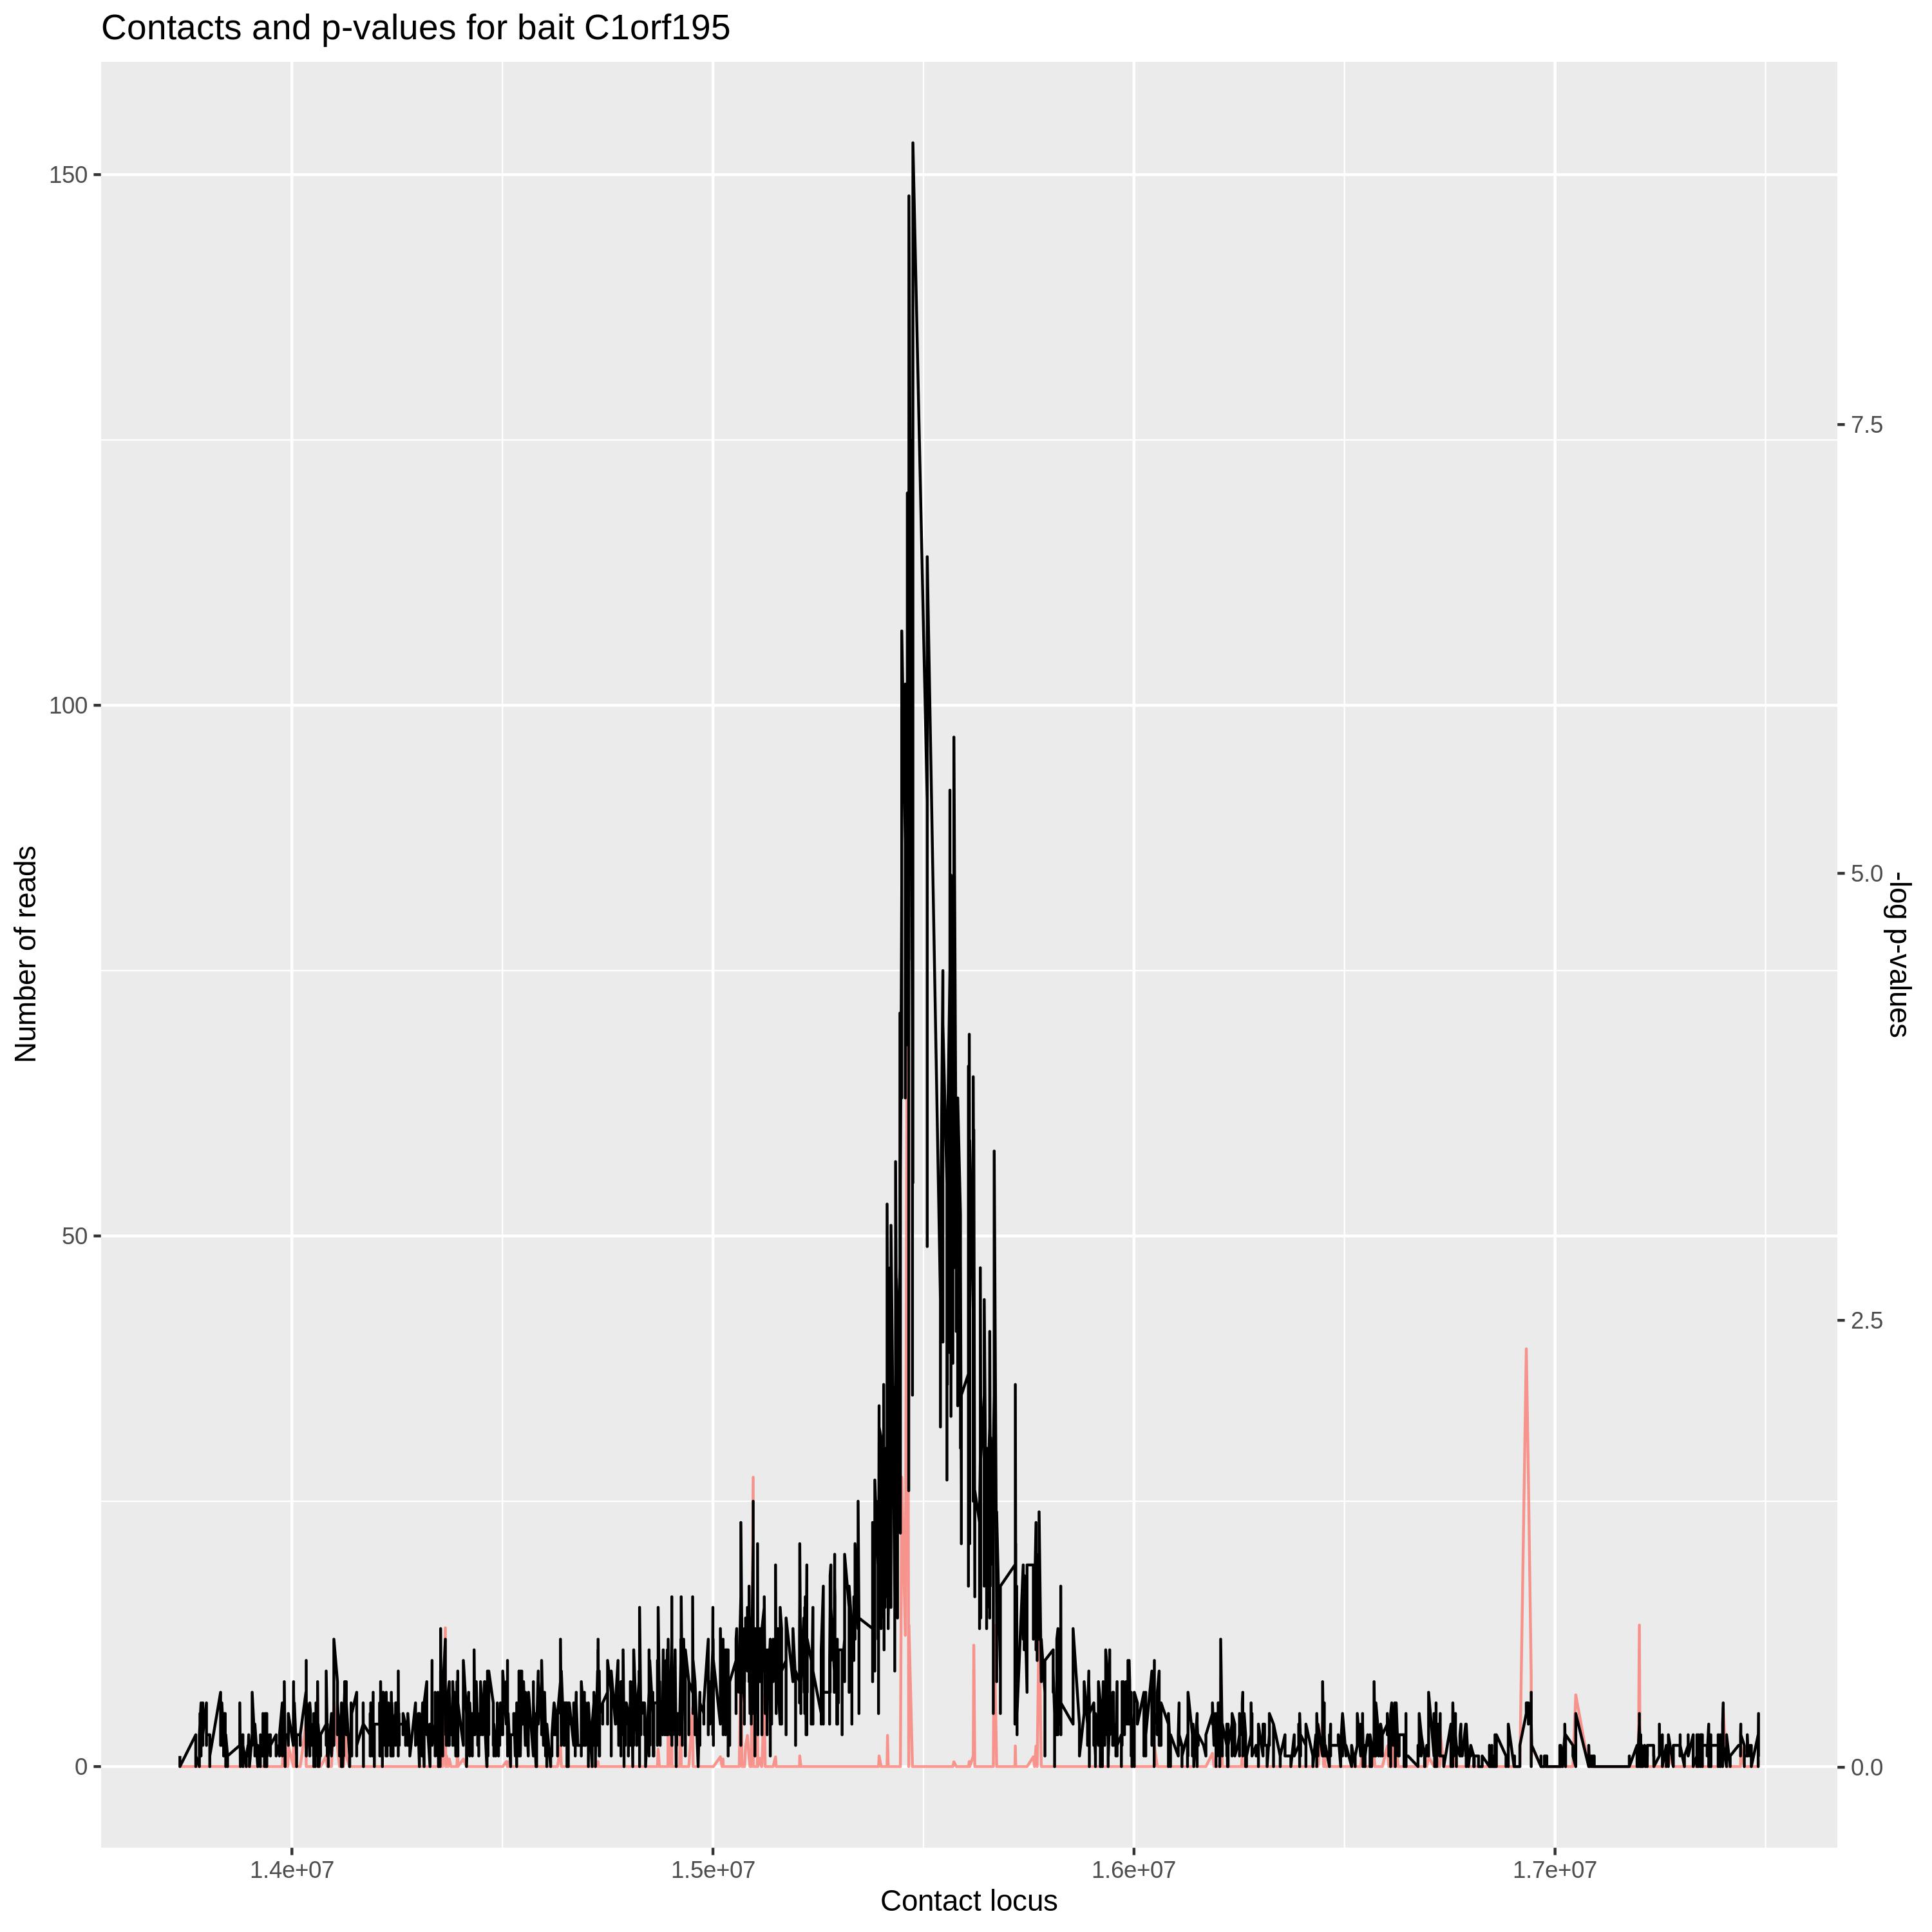 Contacts and p-values for bait C1orf195
150
100
50
0
Number of reads
7.5
5.0
2.5
0.0
-log p-values
1.4e+07
1.5e+07
1.6e+07
1.7e+07
Contact locus